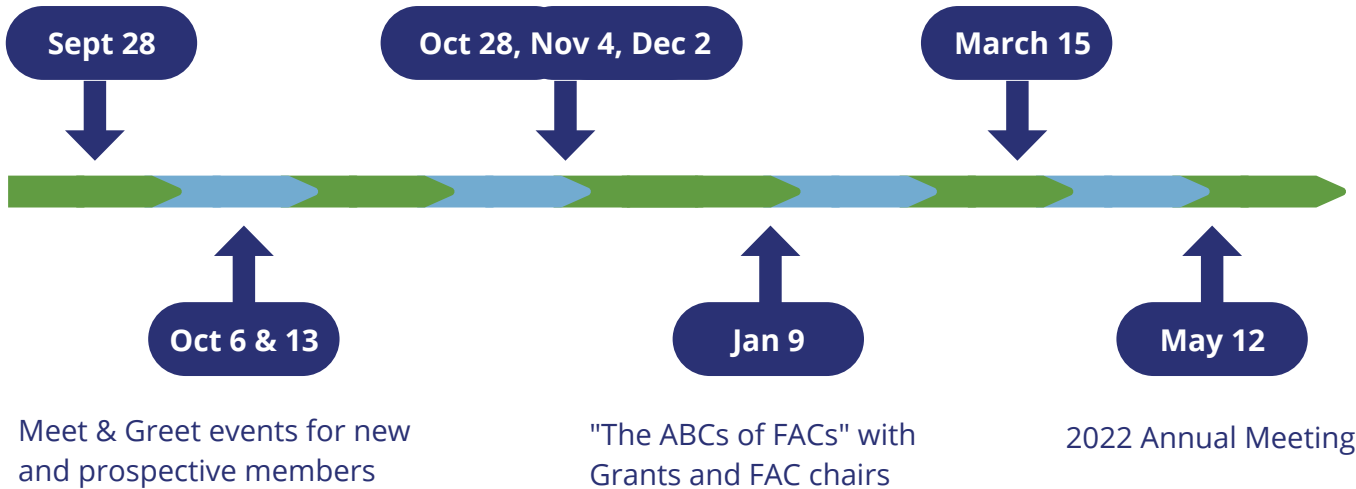 Sept 28
Oct 28, Nov 4, Dec 2
March 15
Oct 6 & 13
Jan 9
May 12
Meet & Greet events for new
and prospective members
"The ABCs of FACs" with
Grants and FAC chairs
2022 Annual Meeting